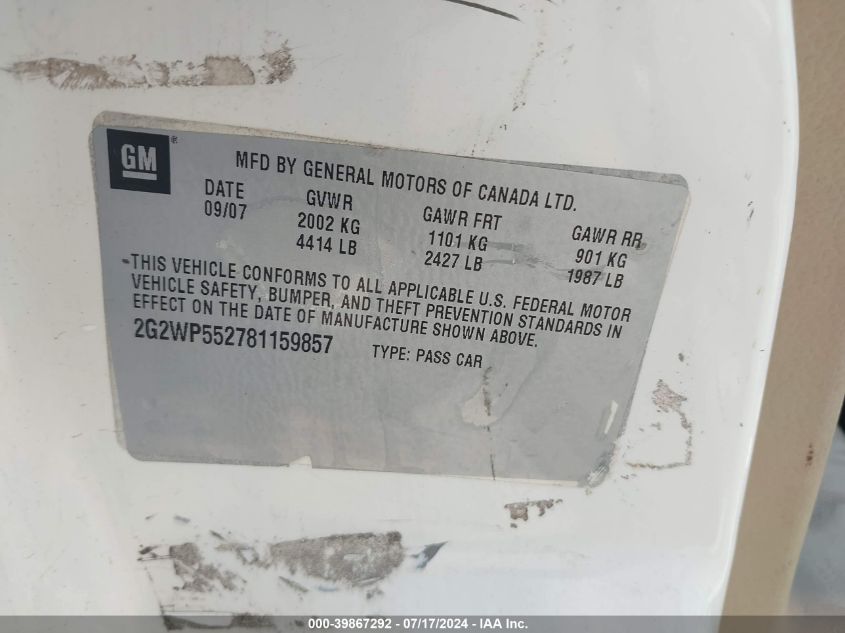 GM®
MFD BY GENERAL MOTORS OF CANADA LTD.
DATE GVWR GAWR FRT GAWR RR
09/07 2002 KG 1101 KG 901 KG
4414 LB 2427 LB 1987 LB
THIS VEHICLE CONFORMS TO ALL APPLICABLE U.S. FEDERAL MOTOR
VEHICLE SAFETY, BUMPER, AND THEFT PREVENTION STANDARDS IN
EFFECT ON THE DATE OF MANUFACTURE SHOWN ABOVE.
2G2WP552781159857 TYPE: PASS CAR
000-39867292 - 07/17/2024 - IAA Inc.